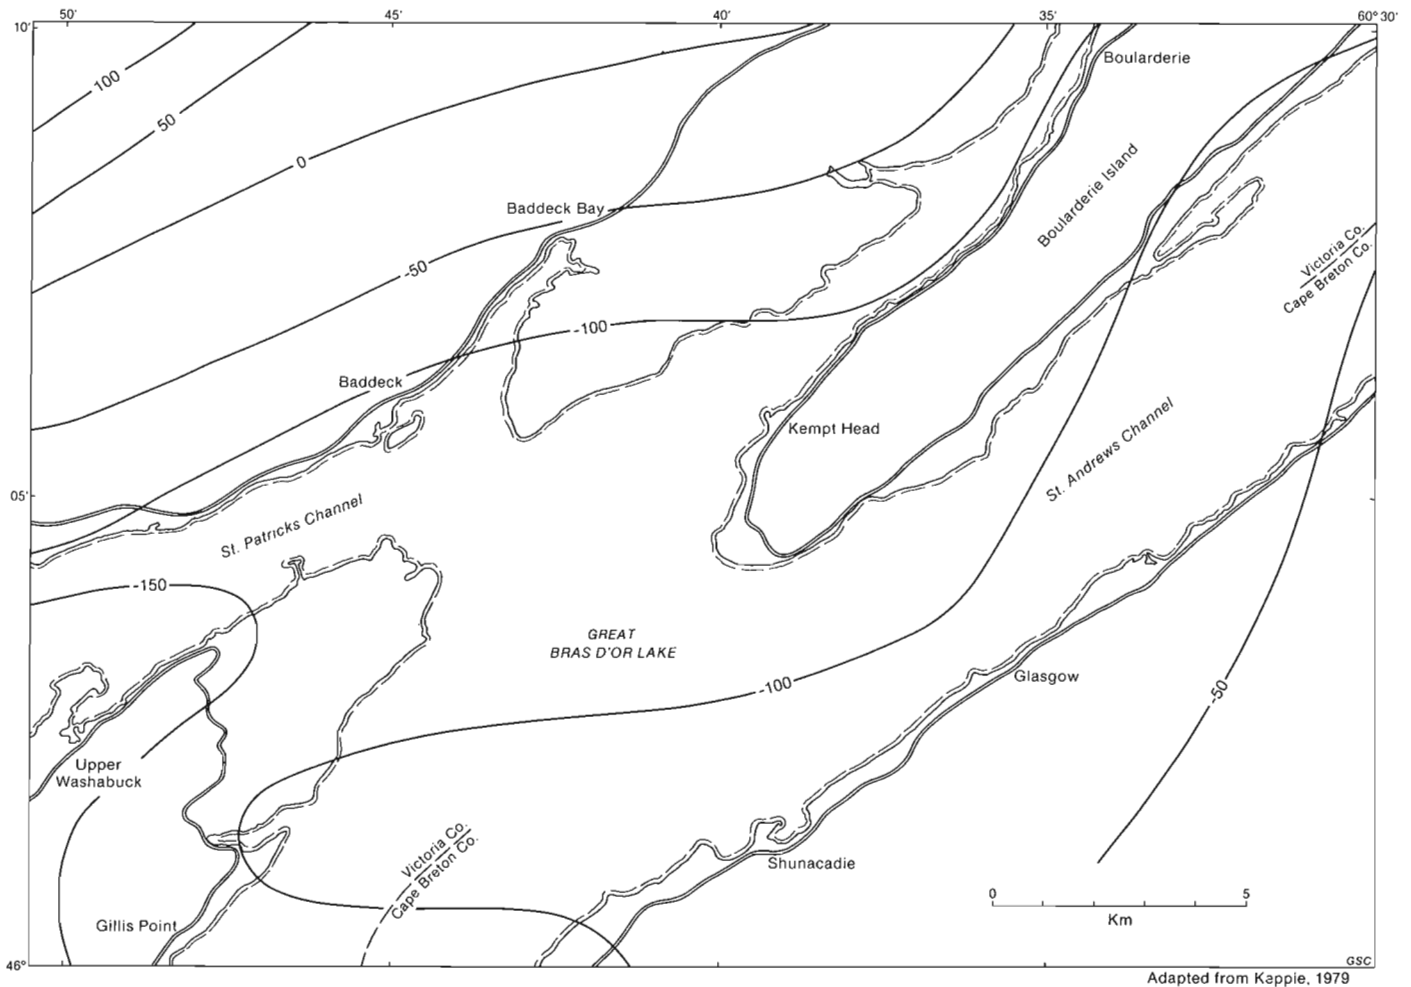 50'
45'
40'
35'
60° 30'
10'
Boularderie
100
50
0
Boularderie Island
Baddeck Bay
Victoria Co.
Cape Breton Co.
-50
-100
Baddeck
Kempt Head
St. Andrews Channel
05'
St. Patricks Channel
-150
GREAT
BRAS D'OR LAKE
Glasgow
-100
-50
Upper
Washabuck
Victoria Co.
Cape Breton Co.
Shunacadie
0
5
Km
Gillis Point
46°
GSC
Adapted from Kappie, 1979